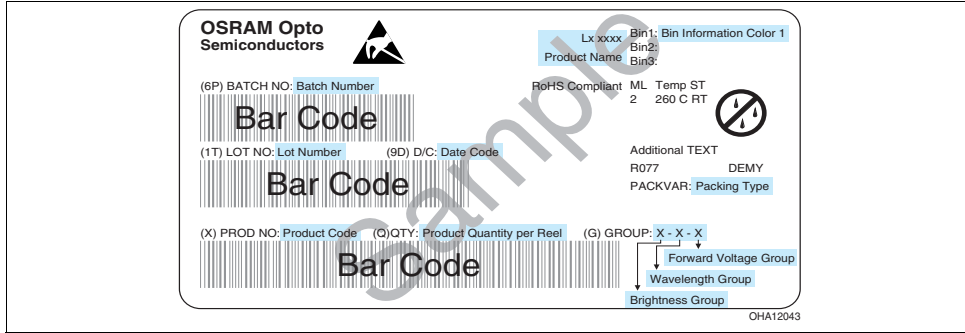 OSRAM Opto
Semiconductors
Lx xxxx
Product Name
Bin1: Bin Information Color 1
Bin2:
Bin3:
(6P) BATCH NO: Batch Number
Bar Code
RoHS Compliant ML Temp ST
2 260 C RT
(1T) LOT NO: Lot Number (9D) D/C: Date Code
Bar Code
Additional TEXT
R077 DEMY
PACKVAR: Packing Type
(X) PROD NO: Product Code (Q)QTY: Product Quantity per Reel (G) GROUP: X - X - X
Bar Code
Forward Voltage Group
Wavelength Group
Brightness Group
Sample
OHA12043